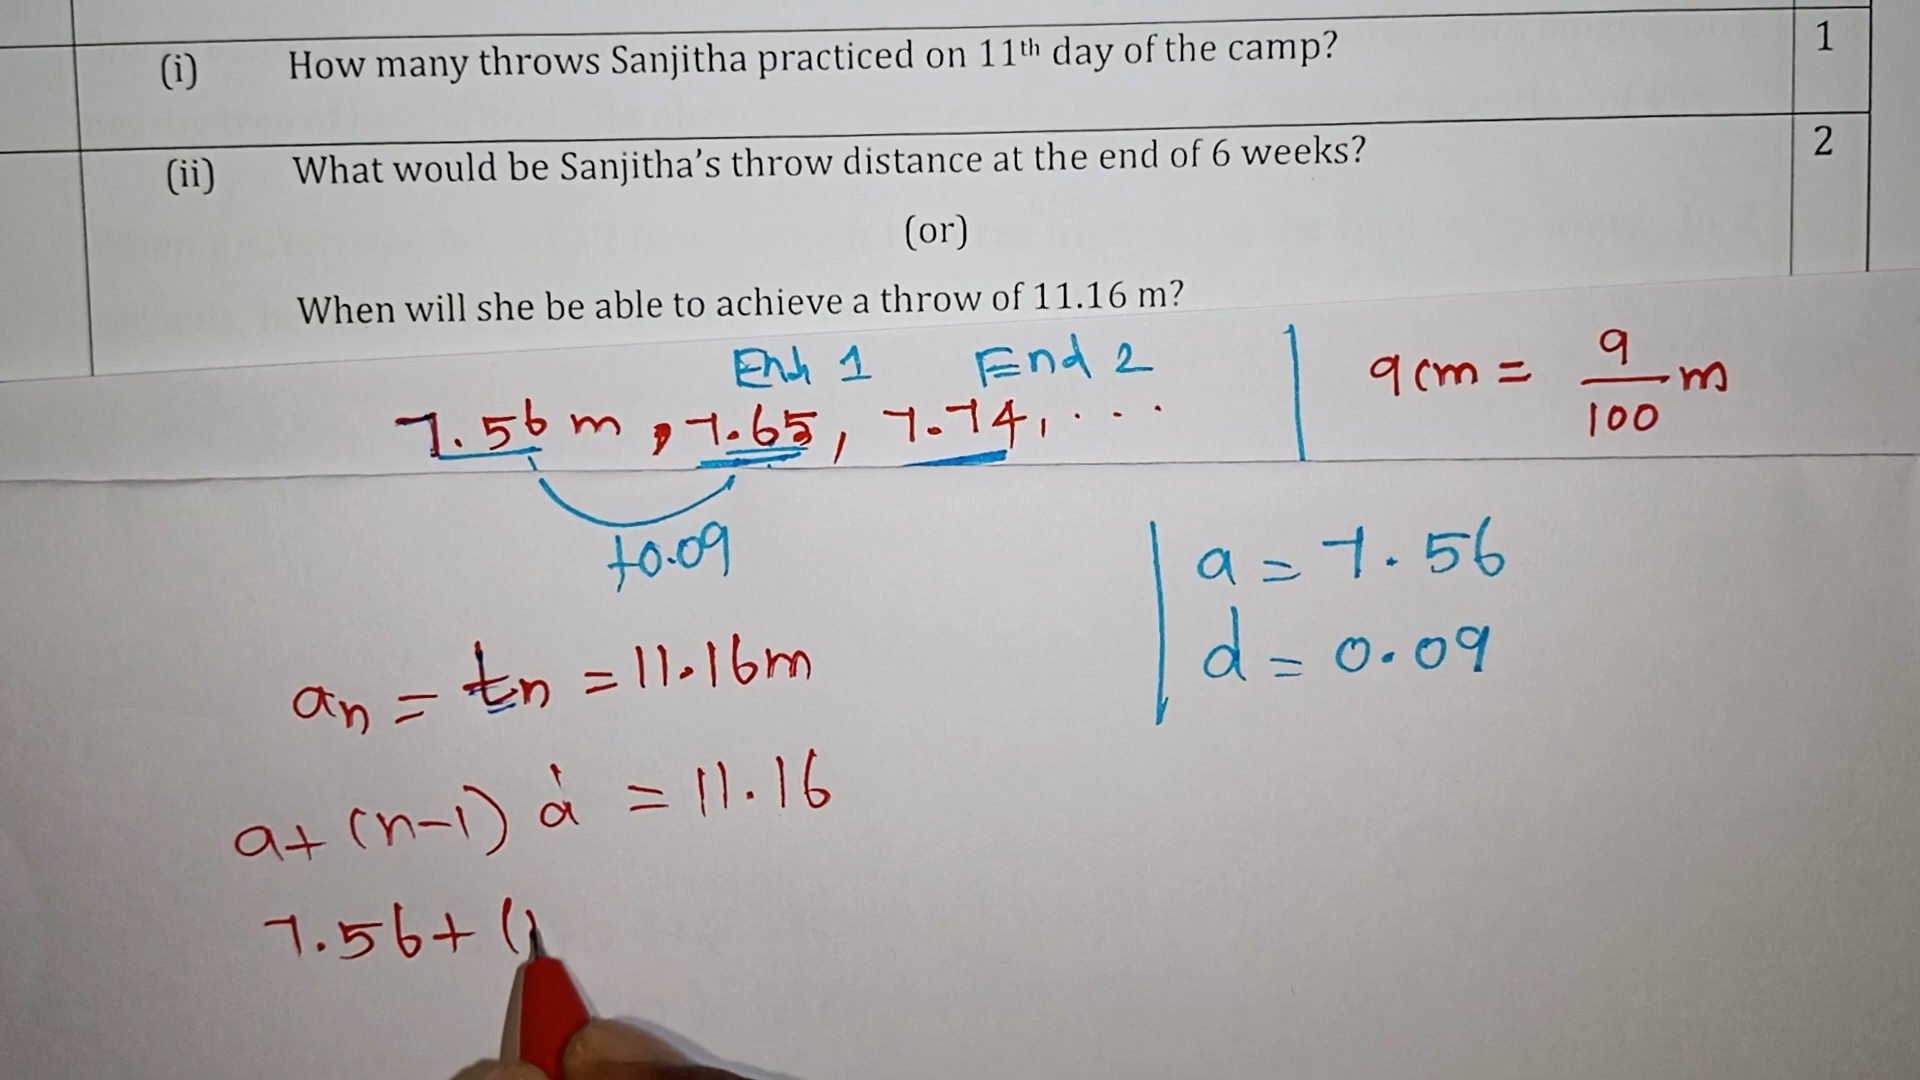 (i) How many throws Sanjitha practiced on 11th day of the camp? 1
(ii) What would be Sanjitha's throw distance at the end of 6 weeks? 2
(or)
When will she be able to achieve a throw of 11.16 m?
End 1 End 2
7.56 m, 7.65, 7.74, ...
9cm = 9/100 m
+0.09
a = 7.56
d = 0.09
an = tn = 11.16m
a+(n-1) d = 11.16
7.56+(